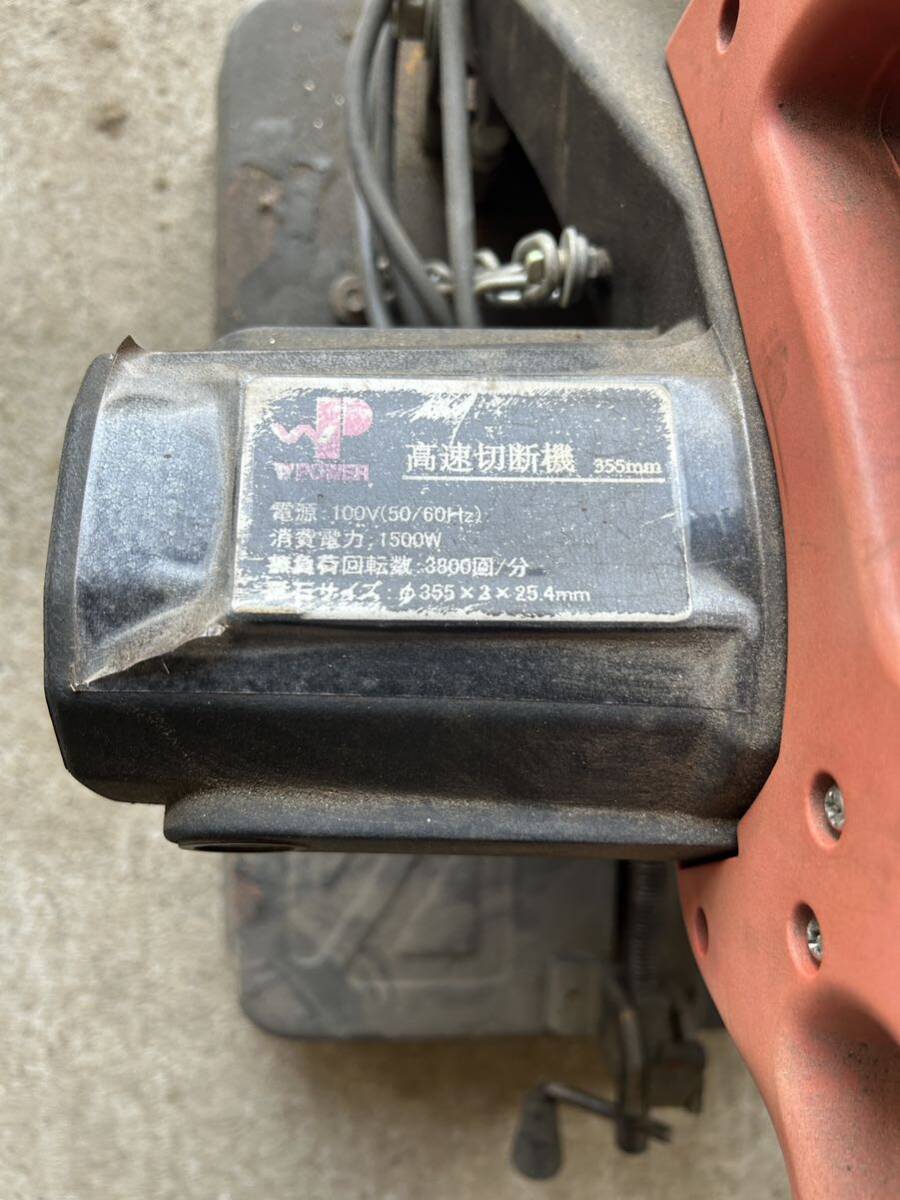 WP
WPOWER
高速切断機 355mm
電源:100V(50/60Hz)
消費電力:1500W
無負荷回転数:3800回/分
サイズ:φ355×3×25.4mm